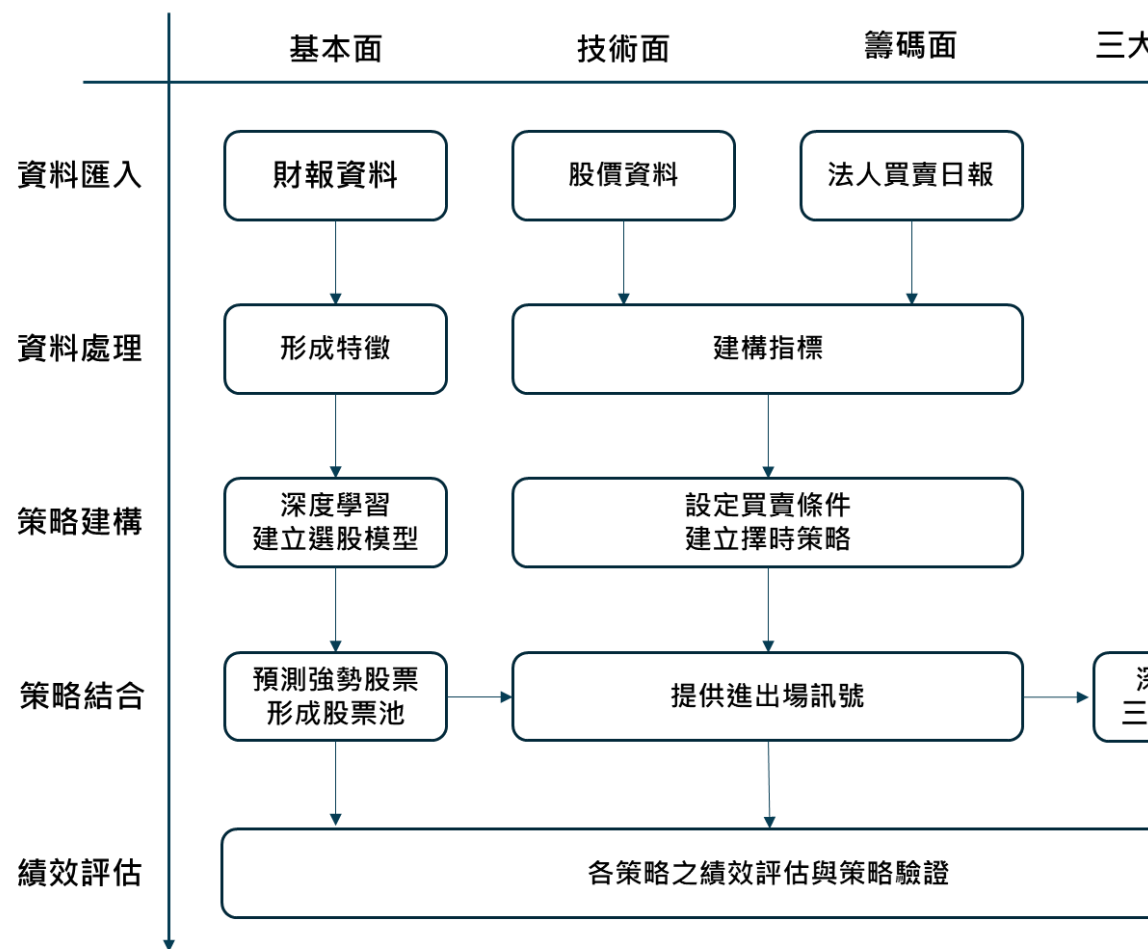 基本面
技術面
籌碼面
三大
資料匯入
財報資料
股價資料
法人買賣日報
資料處理
形成特徵
建構指標
策略建構
深度學習
建立選股模型
設定買賣條件
建立擇時策略
策略結合
預測強勢股票
形成股票池
提供進出場訊號
三
績效評估
各策略之績效評估與策略驗證